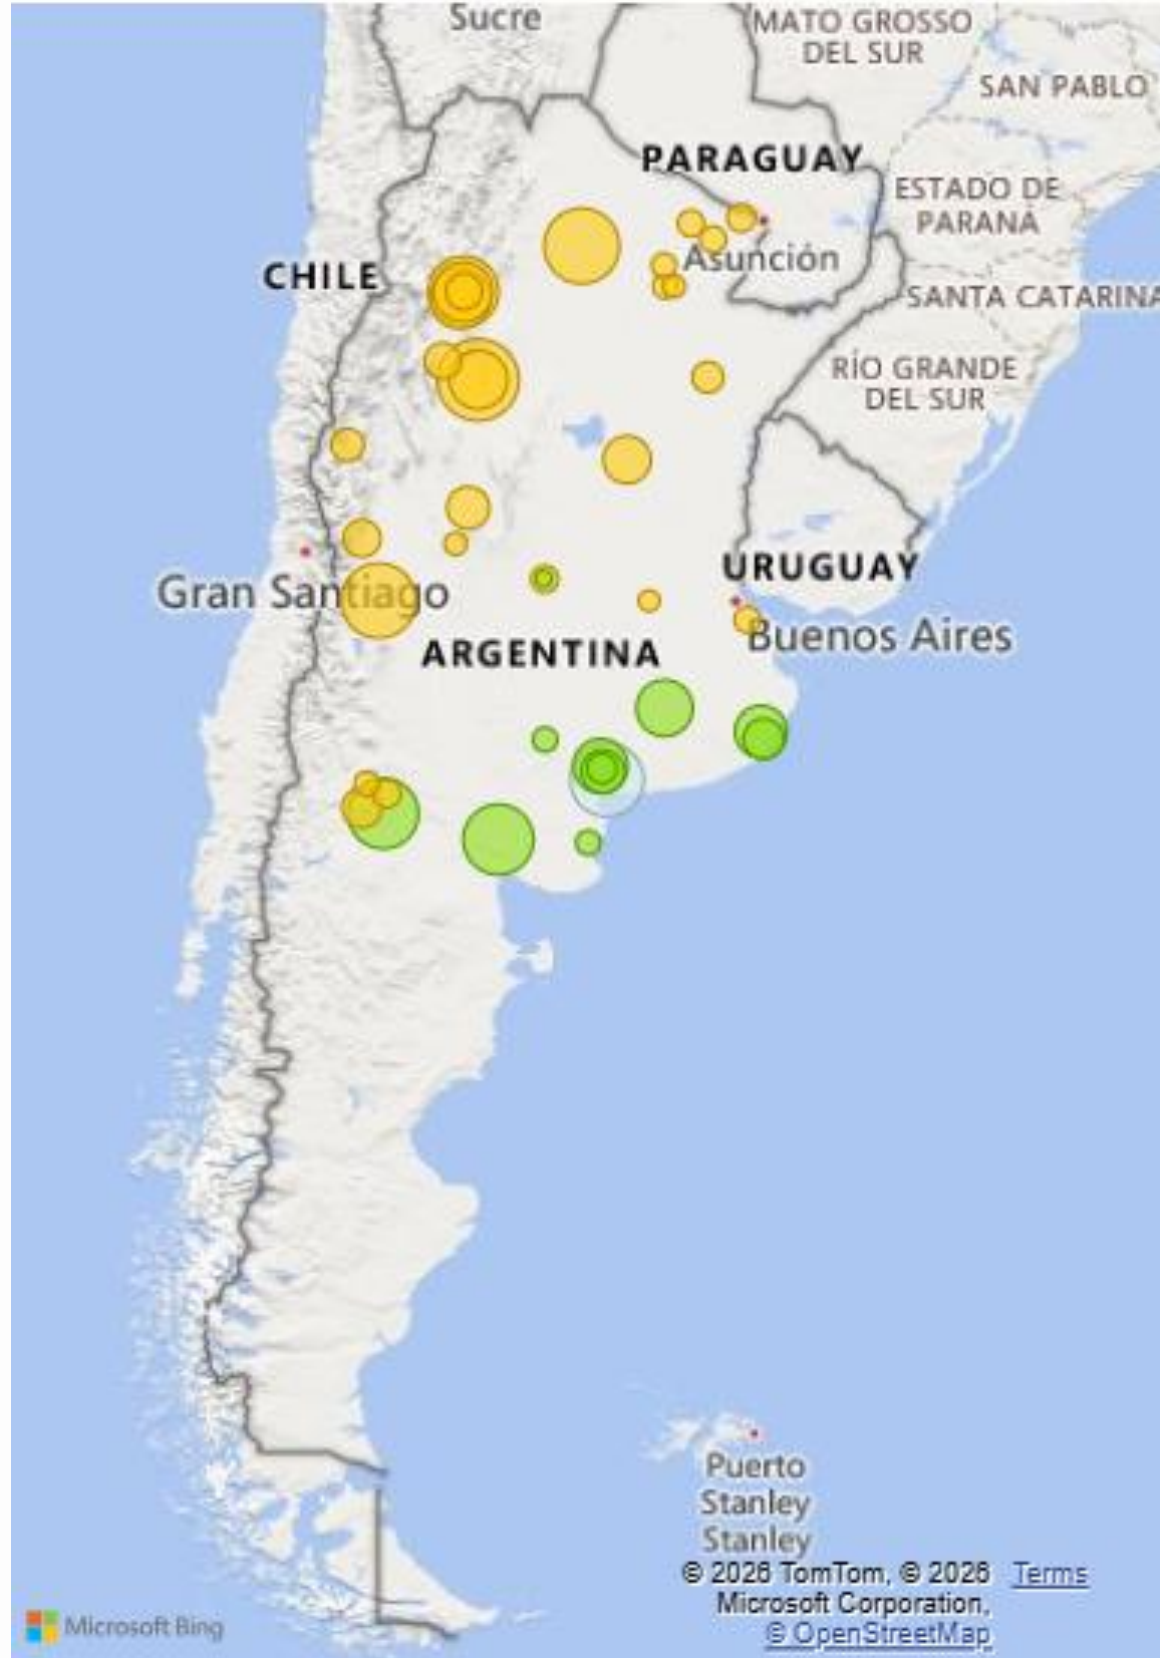 Sucre
MATO GROSSO
DEL SUR
SAN PABLO
PARAGUAY
ESTADO DE
PARANÁ
Asunción
CHILE
SANTA CATARINA
RÍO GRANDE
DEL SUR
URUGUAY
Gran Santiago
Buenos Aires
ARGENTINA
Puerto
Stanley
Stanley
© 2026 TomTom, © 2026 Terms
Microsoft Corporation,
© OpenStreetMap
Microsoft Bing